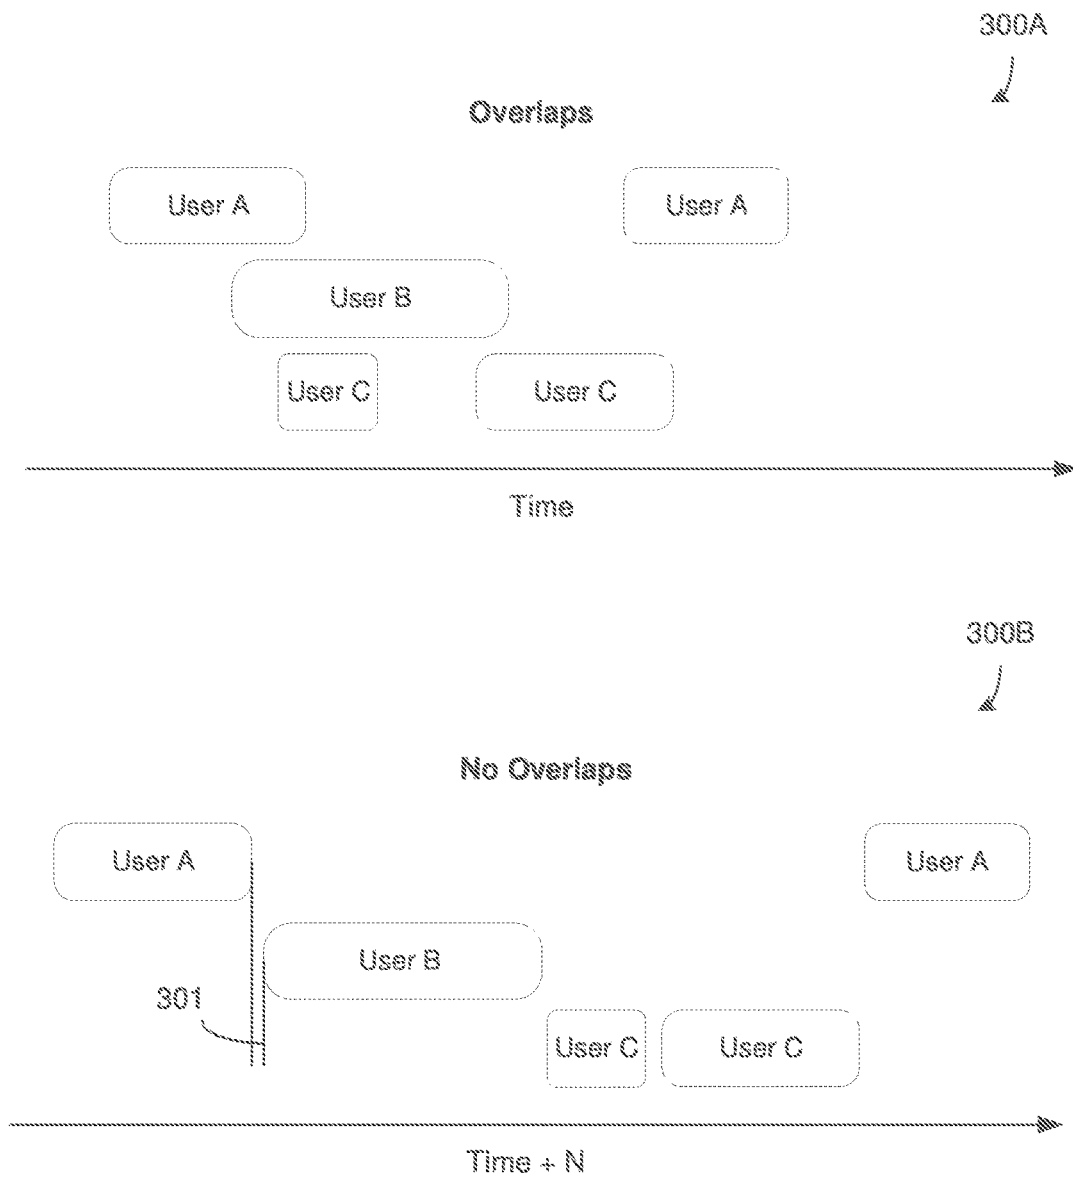 300A
Overlaps
User A
User A
User B
User C
User C
Time
300B
No Overlaps
User A
User A
User B
301
User C
User C
Time + N